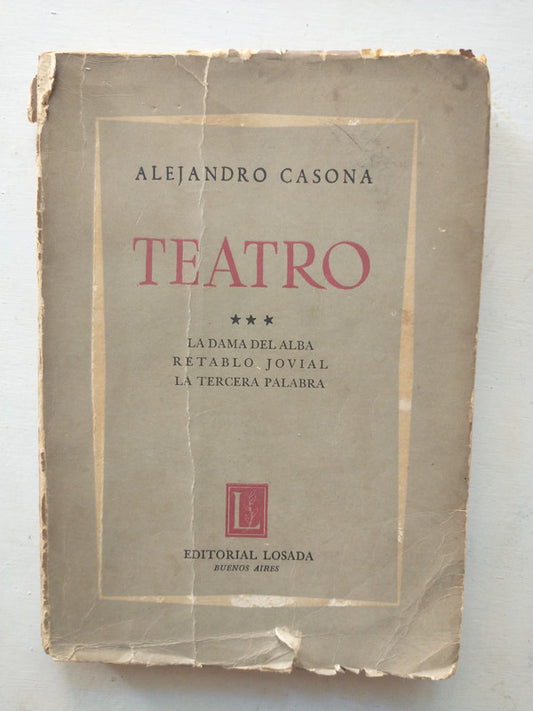 ALEJANDRO CASONA
TEATRO
★★★
LA DAMA DEL ALBA
RETABLO JOVIAL
LA TERCERA PALABRA
L
EDITORIAL LOSADA
BUENOS AIRES